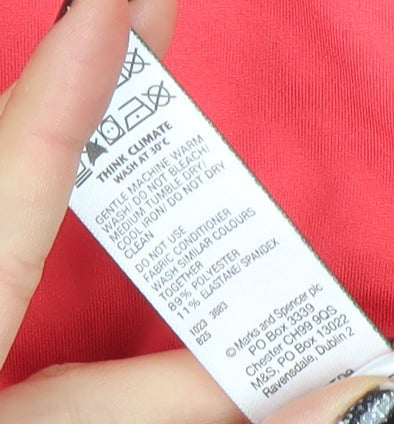 THINK CLIMATE
WASH AT 30°C
GENTLE MACHINE WARM
WASH/ DO NOT BLEACH/
MEDIUM TUMBLE DRY/
COOL IRON/ DO NOT DRY
CLEAN
DO NOT USE
FABRIC CONDITIONER
WASH SIMILAR COLOURS
TOGETHER
89% POLYESTER
11% ELASTANE/ SPANDEX
1023 3683
825
© Marks and Spencer plc
PO Box 3339
Chester CH99 9QS
M&S, PO Box 13022
Ravensdale, Dublin 2